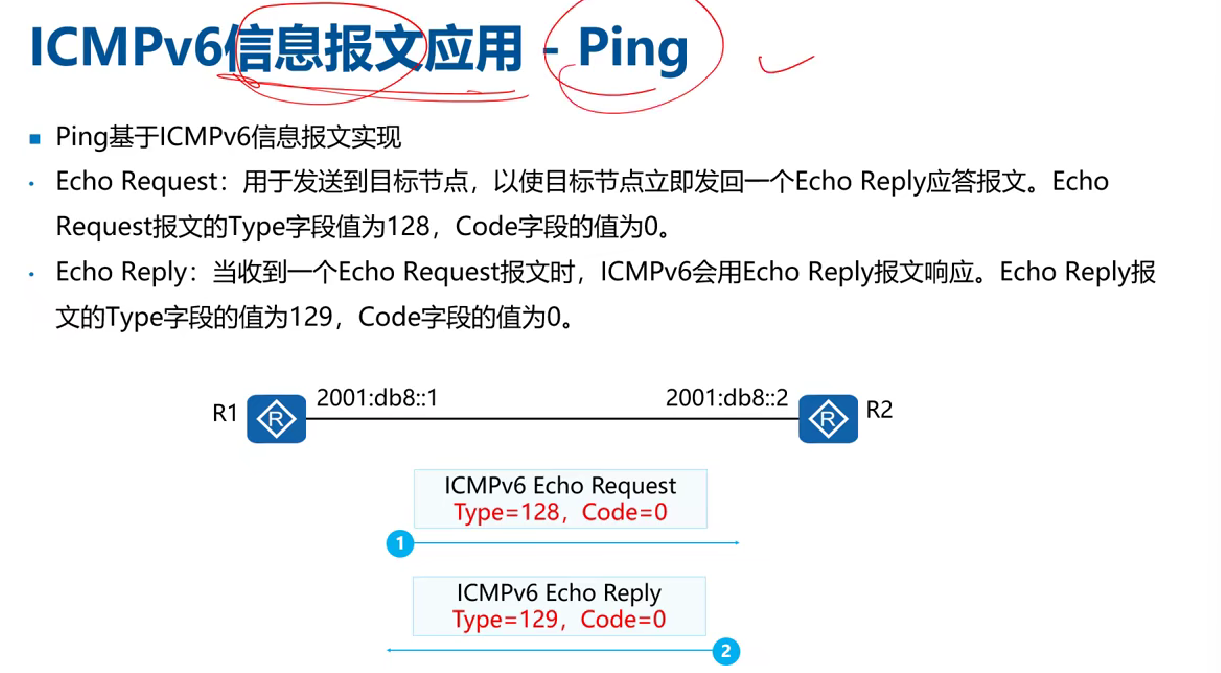 ICMPv6信息报文应用 - Ping
Ping基于ICMPv6信息报文实现
Echo Request：用于发送到目标节点，以使目标节点立即发回一个Echo Reply应答报文。Echo
Request报文的Type字段值为128，Code字段的值为0。
Echo Reply：当收到一个Echo Request报文时，ICMPv6会用Echo Reply报文响应。Echo Reply报
文的Type字段的值为129，Code字段的值为0。
R1 2001:db8::1 2001:db8::2 R2
R R
ICMPv6 Echo Request
Type=128，Code=0
1
ICMPv6 Echo Reply
Type=129，Code=0
2